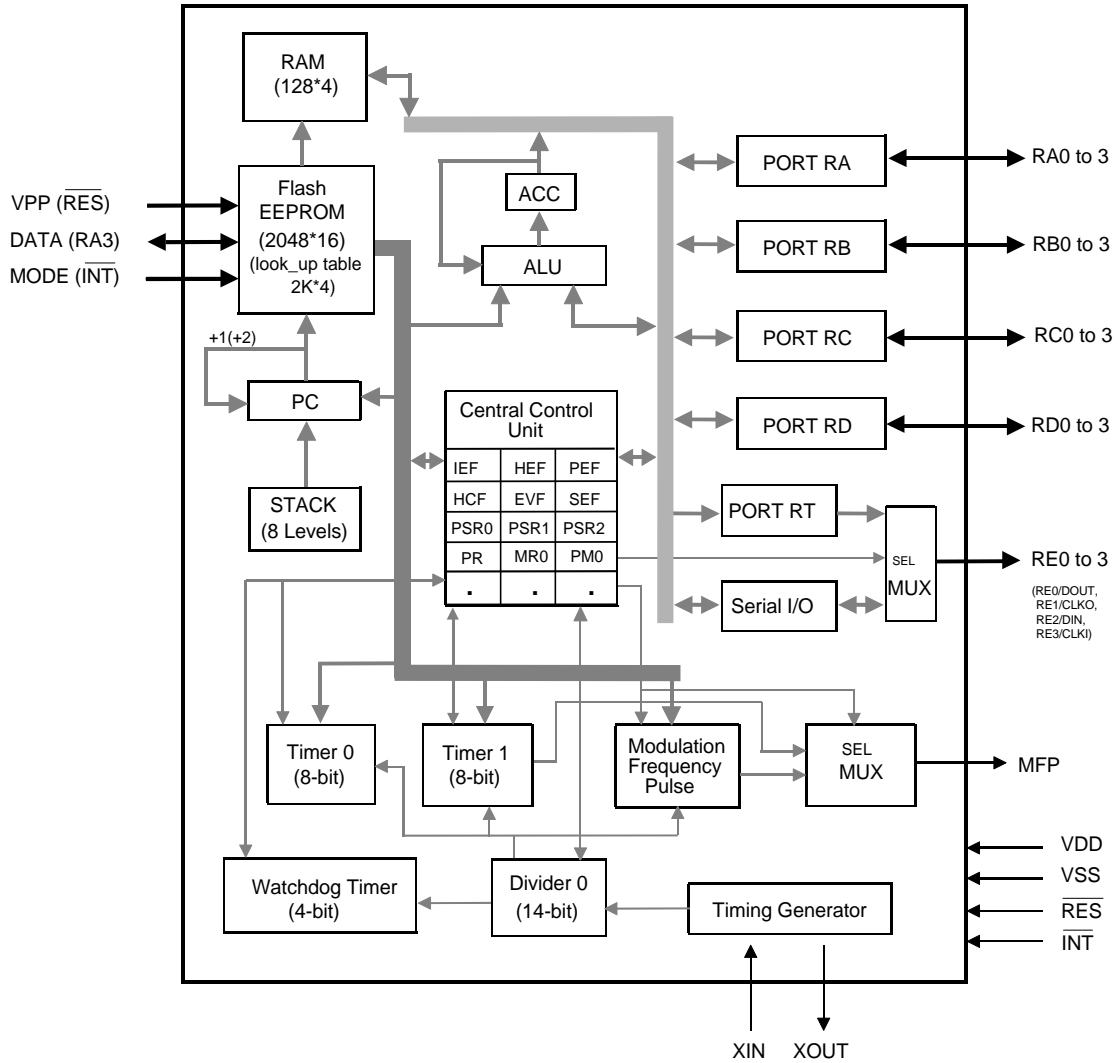 RAM
(128*4)
VPP (RES)
DATA (RA3)
MODE (INT)
Flash
EEPROM
(2048*16)
(look_up table
2K*4)
ACC
ALU
+1(+2)
PC
STACK
(8 Levels)
Central Control
Unit
IEF HEF PEF
HCF EVF SEF
PSR0 PSR1 PSR2
PR MR0 PM0
. . .
PORT RA
RA0 to 3
PORT RB
RB0 to 3
PORT RC
RC0 to 3
PORT RD
RD0 to 3
PORT RT
Serial I/O
SEL
MUX
RE0 to 3
(RE0/DOUT,
RE1/CLKO,
RE2/DIN,
RE3/CLKI)
Timer 0
(8-bit)
Timer 1
(8-bit)
Modulation
Frequency
Pulse
SEL
MUX
MFP
Watchdog Timer
(4-bit)
Divider 0
(14-bit)
Timing Generator
VDD
VSS
RES
INT
XIN
XOUT